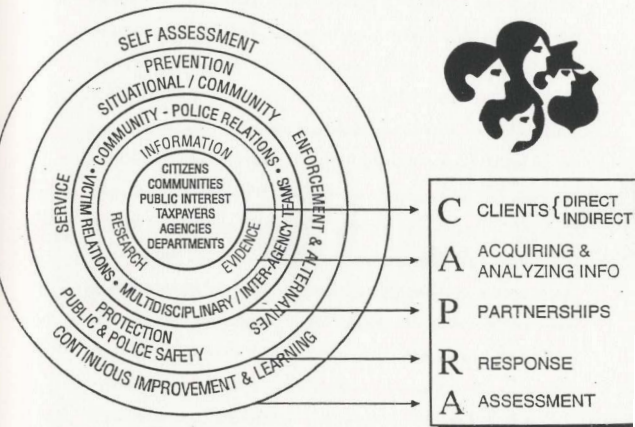 SELF ASSESSMENT
PREVENTION
SITUATIONAL / COMMUNITY
COMMUNITY - POLICE RELATIONS •
INFORMATION
CITIZENS
COMMUNITIES
PUBLIC INTEREST
TAXPAYERS
AGENCIES
DEPARTMENTS
RESEARCH
EVIDENCE
VICTIM RELATIONS •
MULTIDISCIPLINARY / INTER-AGENCY TEAMS •
SERVICE
ENFORCEMENT & ALTERNATIVES
PROTECTION
PUBLIC & POLICE SAFETY
CONTINUOUS IMPROVEMENT & LEARNING
C CLIENTS { DIRECT
INDIRECT
A ACQUIRING &
ANALYZING INFO
P PARTNERSHIPS
R RESPONSE
A ASSESSMENT